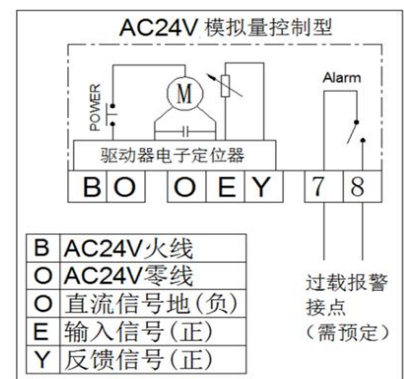 AC24V 模拟量控制型
Alarm
POWER
M
驱动器电子定位器
B O O E Y 7 8
B AC24V火线
O AC24V零线
O 直流信号地(负)
E 输入信号(正)
Y 反馈信号(正)
过载报警
接点
(需预定)